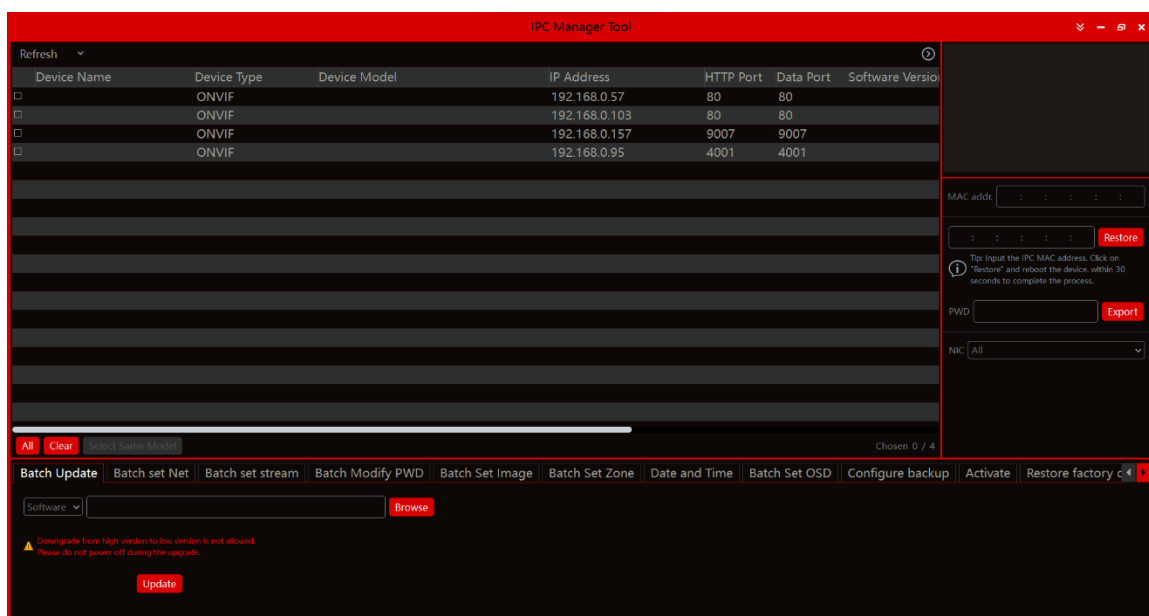 IPC Manager Tool
Refresh
Device Name Device Type Device Model IP Address HTTP Port Data Port Software Version
ONVIF 192.168.0.57 80 80
ONVIF 192.168.0.103 80 80
ONVIF 192.168.0.157 9007 9007
ONVIF 192.168.0.95 4001 4001
All Clear Select Same Model Chosen 0 / 4
MAC addr. : : : : :
: : : : : Restore
Tip: Input the IPC MAC address. Click on
"Restore" and reboot the device. within 30
seconds to complete the process.
PWD Export
NIC All
Batch Update Batch set Net Batch set stream Batch Modify PWD Batch Set Image Batch Set Zone Date and Time Batch Set OSD Configure backup Activate Restore factory
Software Browse
Downgrade from high version to low version is not allowed.
Please do not power off during the upgrade.
Update